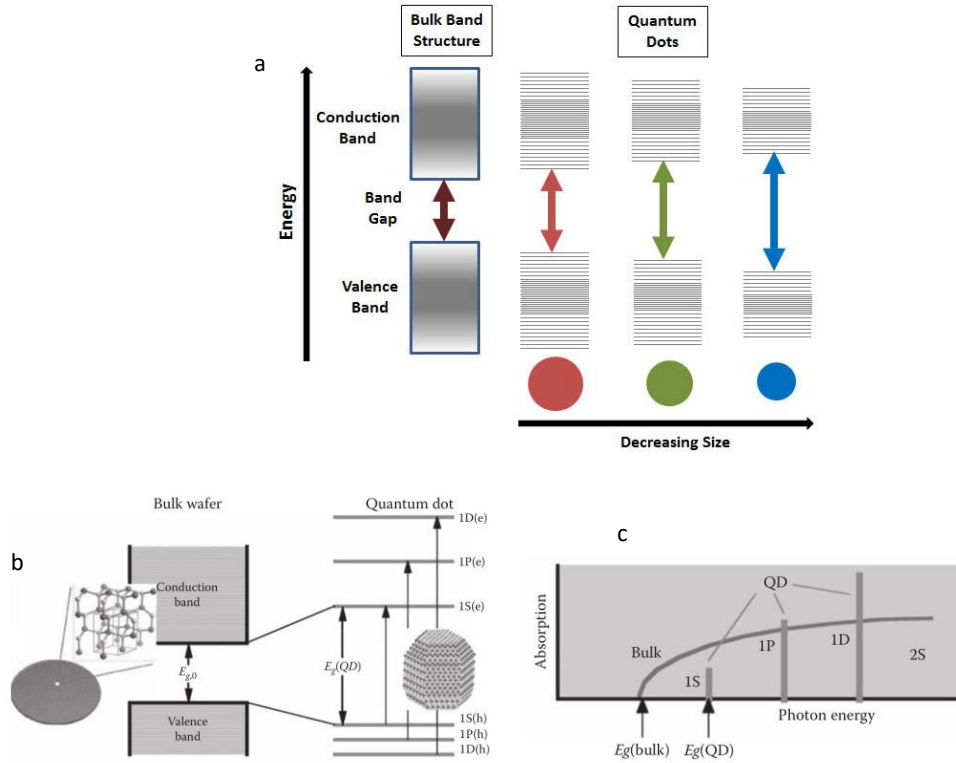 Bulk Band
Structure
Quantum
Dots
a
Energy
Conduction
Band
Band
Gap
Valence
Band
Decreasing Size
b
Bulk wafer
Quantum dot
1D(e)
1P(e)
1S(e)
Conduction
band
Eg,0
Eg(QD)
Valence
band
1S(h)
1P(h)
1D(h)
c
Absorption
QD
Bulk
1S
1P
1D
2S
Photon energy
Eg(bulk)
Eg(QD)